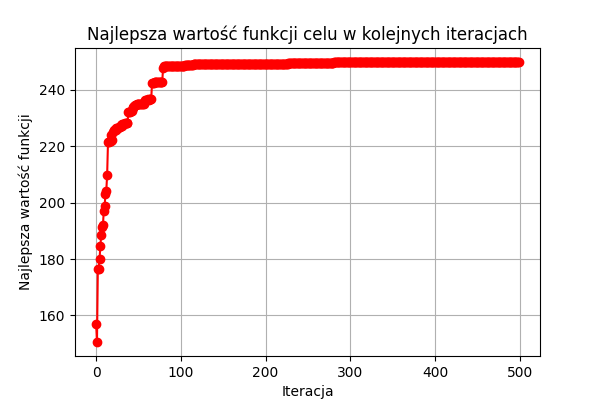 Najlepsza wartość funkcji celu w kolejnych iteracjach
Najlepsza wartość funkcji
240
220
200
180
160
0 100 200 300 400 500
Iteracja